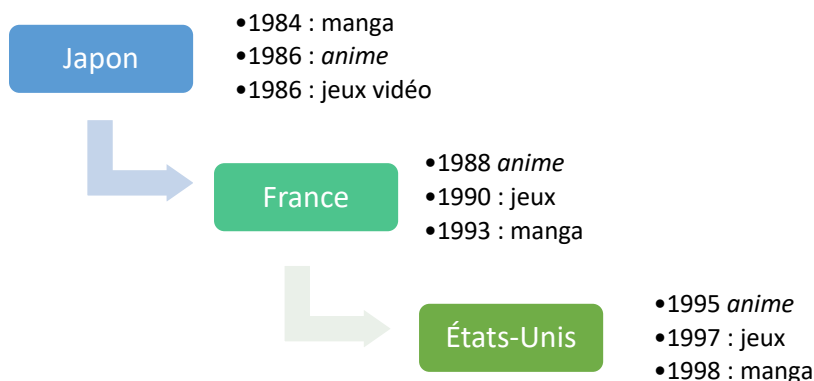 Japon
•1984 : manga
•1986 : anime
•1986 : jeux vidéo
France
•1988 anime
•1990 : jeux
•1993 : manga
États-Unis
•1995 anime
•1997 : jeux
•1998 : manga